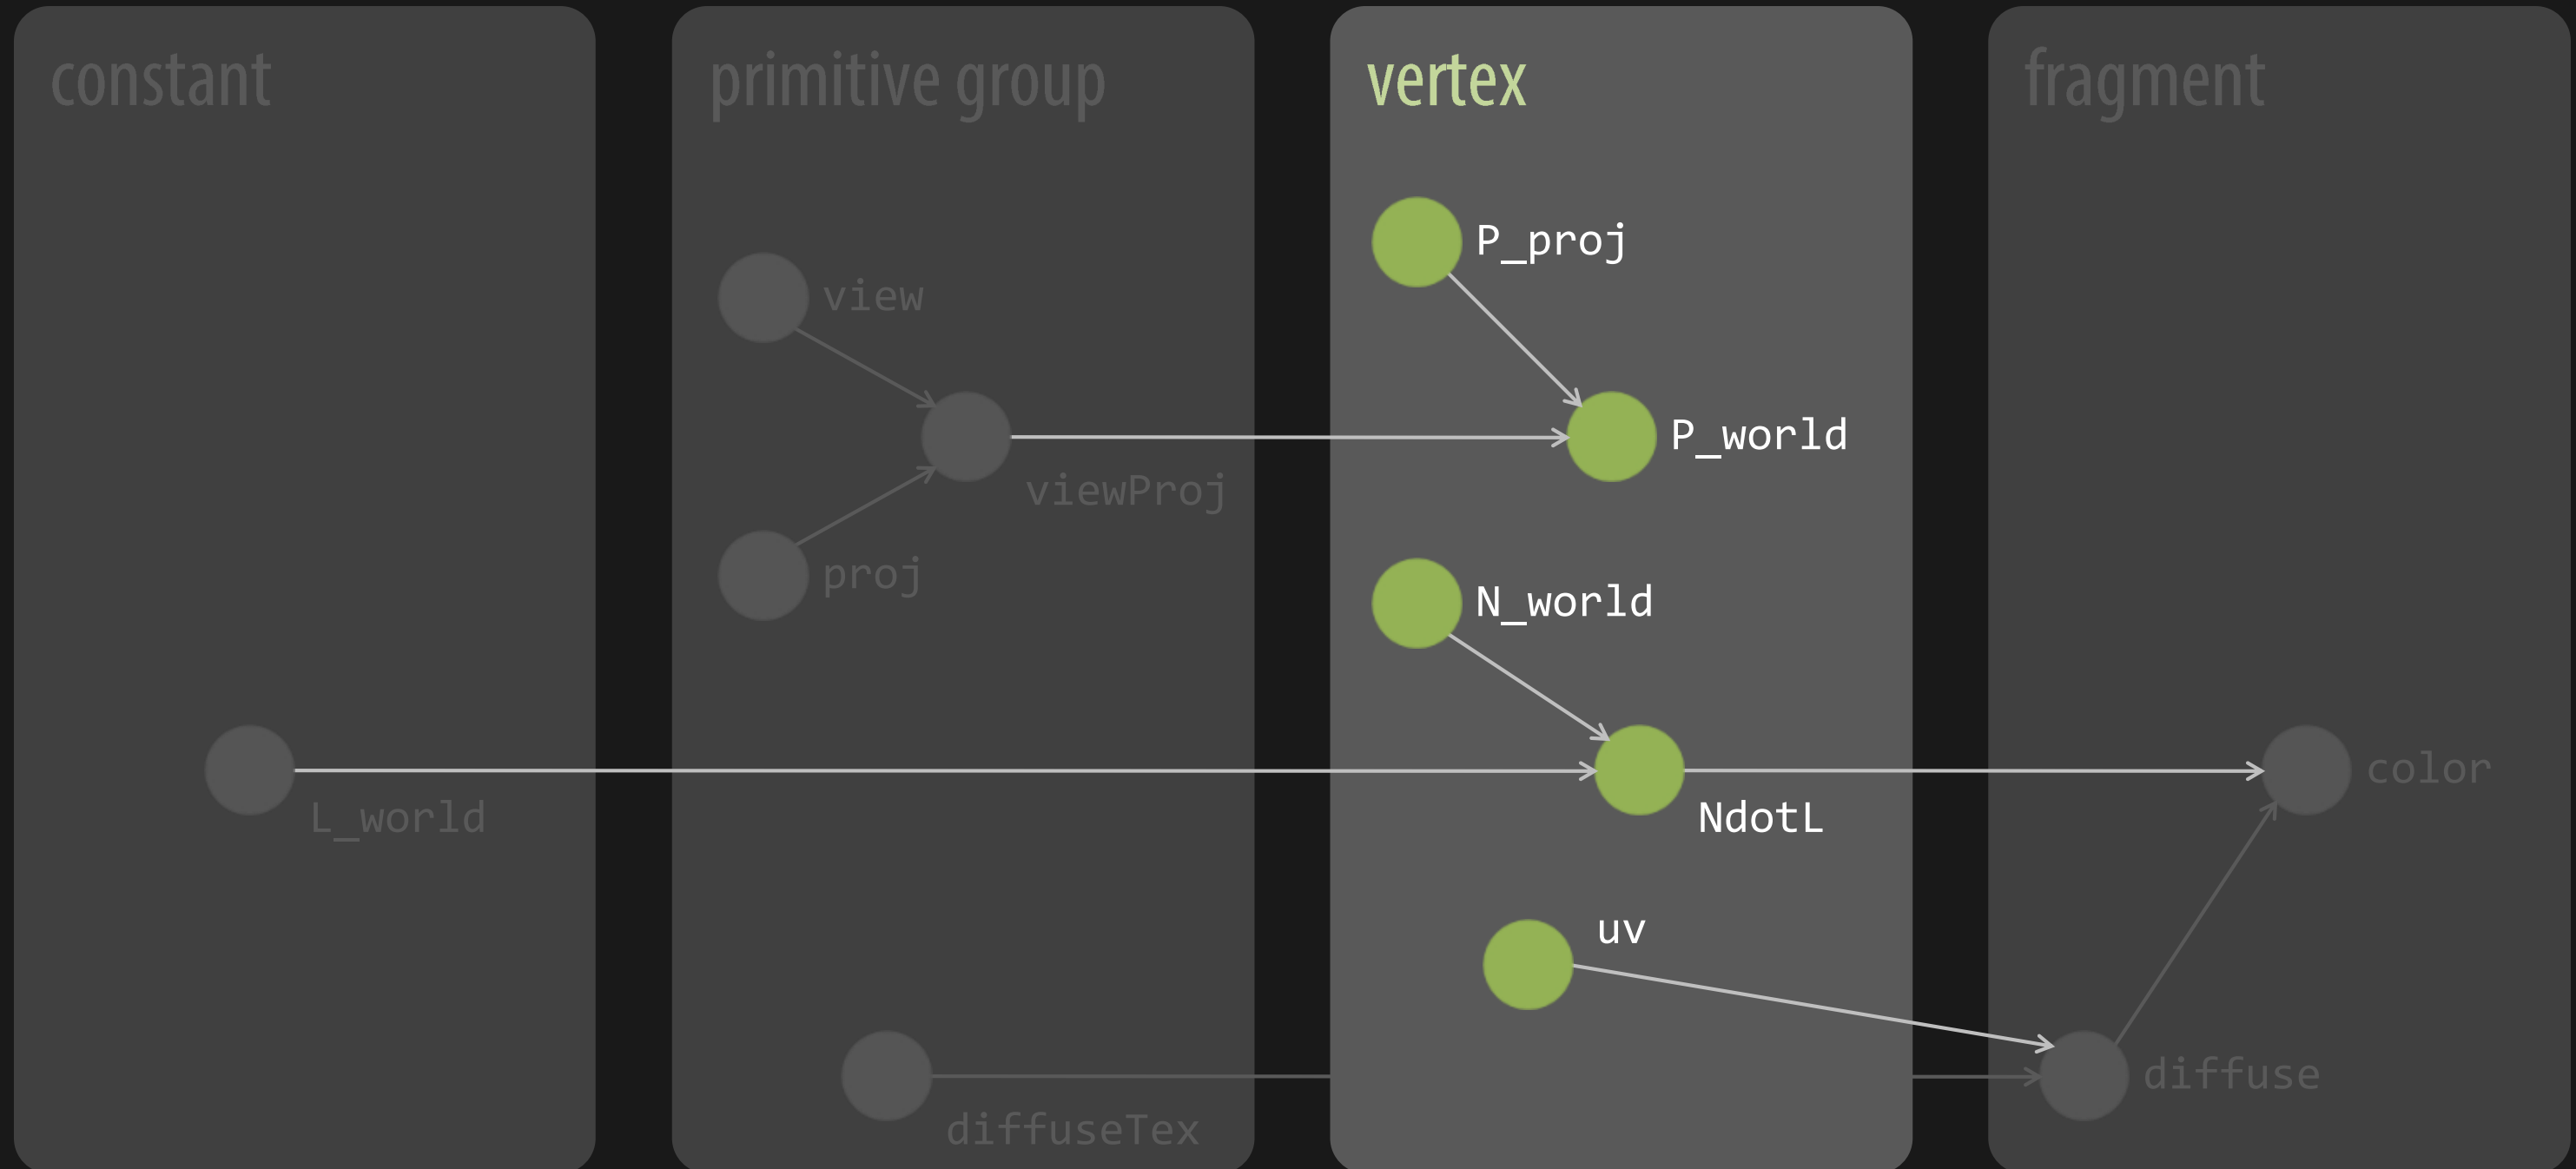 constant
primitive group
vertex
fragment
P_proj
view
P_world
viewProj
proj
N_world
color
L_world
NdotL
uv
diffuse
diffuseTex